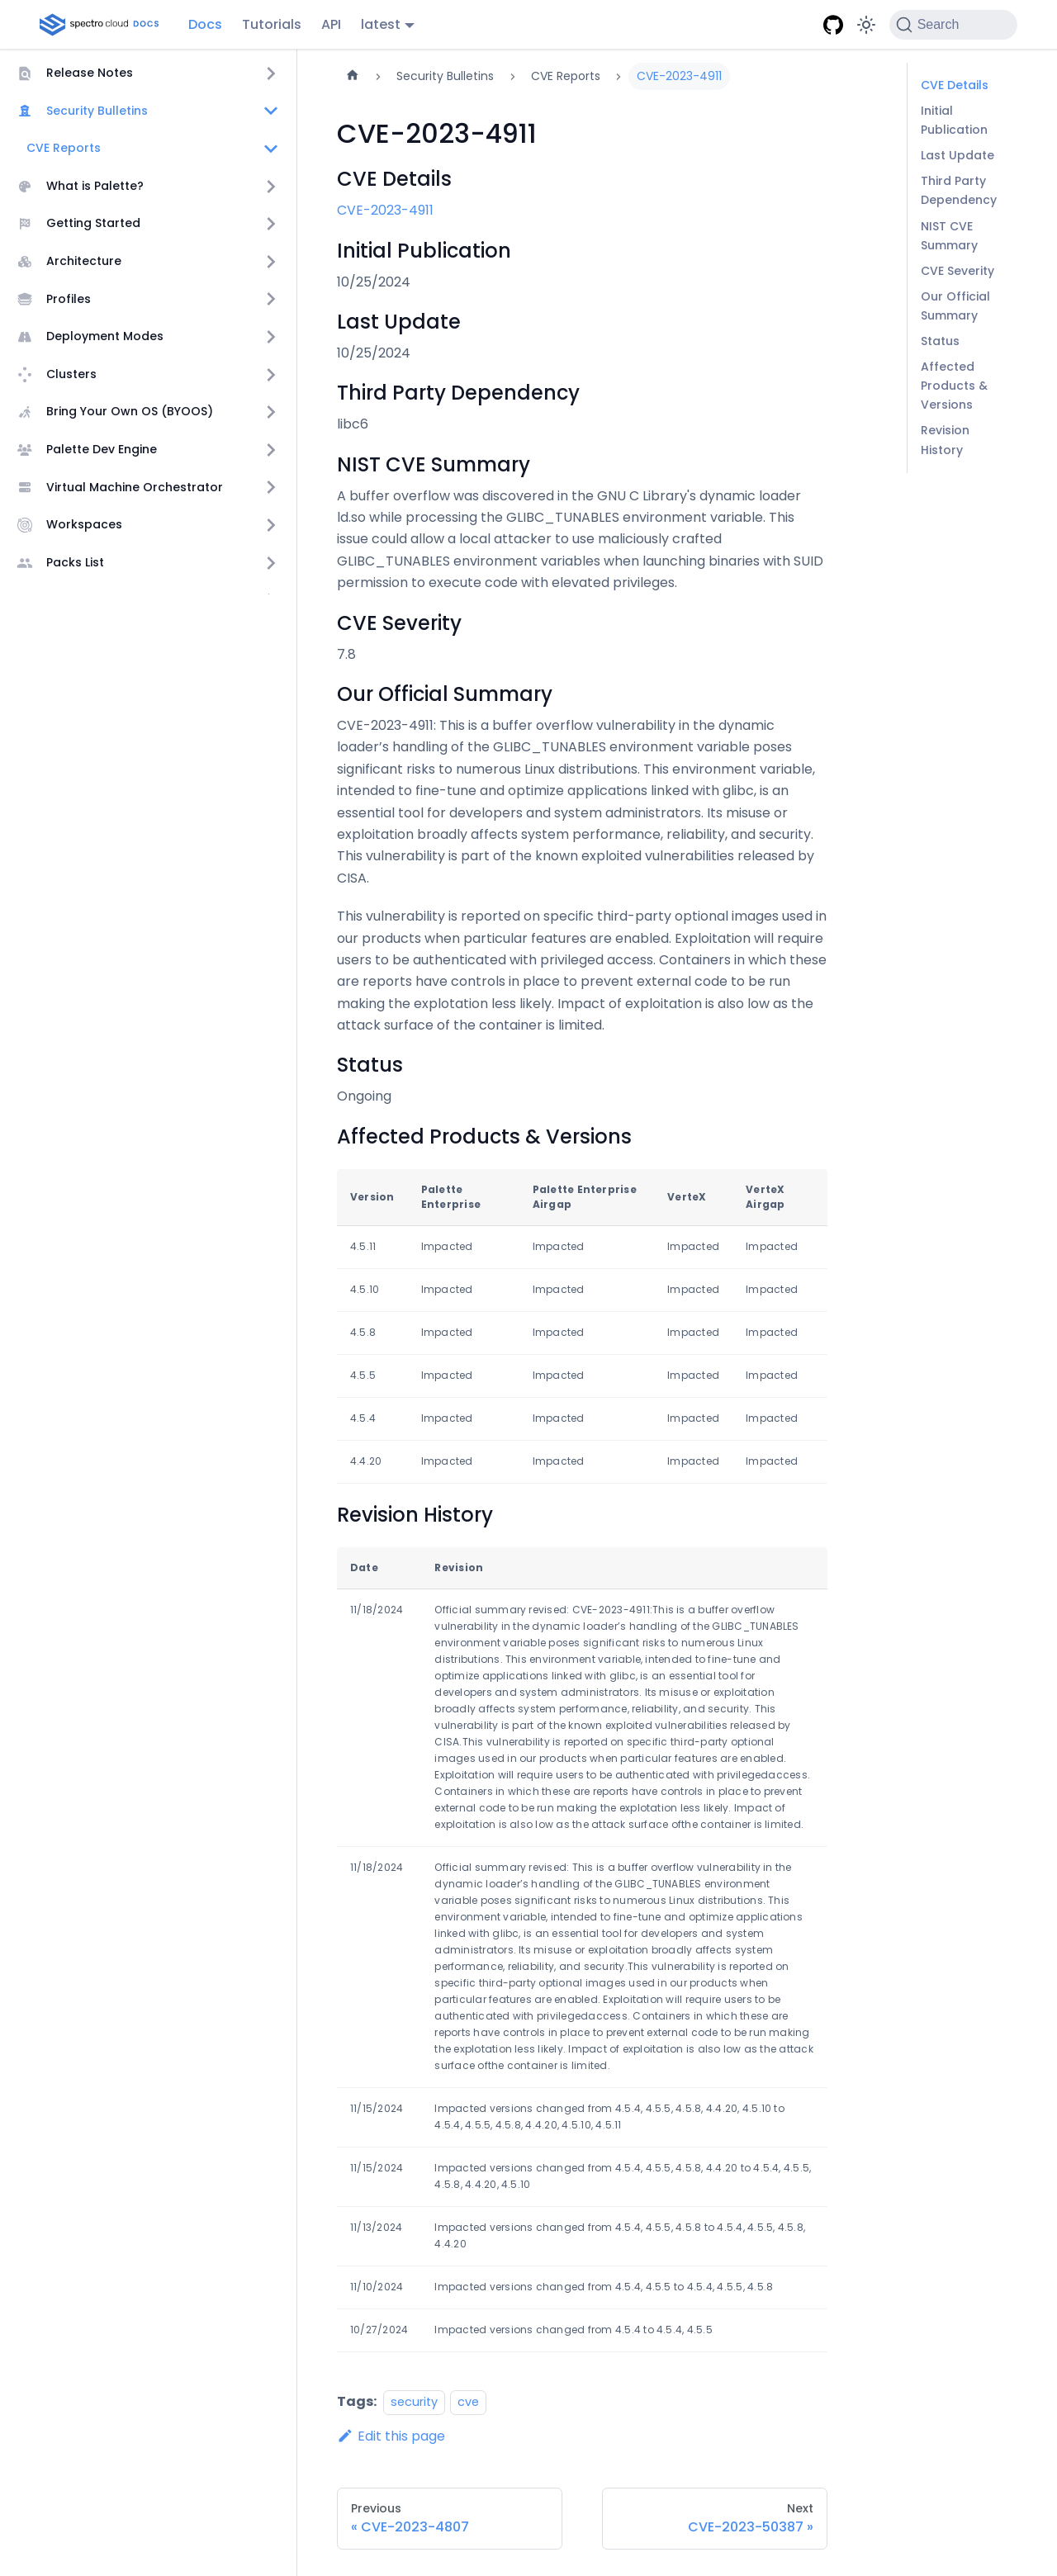 spectro cloud DOCS
Docs
Tutorials
API
latest
Search
Release Notes
Security Bulletins
CVE Reports
What is Palette?
Getting Started
Architecture
Profiles
Deployment Modes
Clusters
Bring Your Own OS (BYOOS)
Palette Dev Engine
Virtual Machine Orchestrator
Workspaces
Packs List
Security Bulletins
CVE Reports
CVE-2023-4911
CVE-2023-4911
CVE Details
CVE-2023-4911
Initial Publication
10/25/2024
Last Update
10/25/2024
Third Party Dependency
libc6
NIST CVE Summary
A buffer overflow was discovered in the GNU C Library's dynamic loader
ld.so while processing the GLIBC_TUNABLES environment variable. This
issue could allow a local attacker to use maliciously crafted
GLIBC_TUNABLES environment variables when launching binaries with SUID
permission to execute code with elevated privileges.
CVE Severity
7.8
Our Official Summary
CVE-2023-4911: This is a buffer overflow vulnerability in the dynamic
loader’s handling of the GLIBC_TUNABLES environment variable poses
significant risks to numerous Linux distributions. This environment variable,
intended to fine-tune and optimize applications linked with glibc, is an
essential tool for developers and system administrators. Its misuse or
exploitation broadly affects system performance, reliability, and security.
This vulnerability is part of the known exploited vulnerabilities released by
CISA.
This vulnerability is reported on specific third-party optional images used in
our products when particular features are enabled. Exploitation will require
users to be authenticated with privileged access. Containers in which these
are reports have controls in place to prevent external code to be run
making the explotation less likely. Impact of exploitation is also low as the
attack surface of the container is limited.
Status
Ongoing
Affected Products & Versions
Version Palette Enterprise Palette Enterprise Airgap VerteX VerteX Airgap
4.5.11 Impacted Impacted Impacted Impacted
4.5.10 Impacted Impacted Impacted Impacted
4.5.8 Impacted Impacted Impacted Impacted
4.5.5 Impacted Impacted Impacted Impacted
4.5.4 Impacted Impacted Impacted Impacted
4.4.20 Impacted Impacted Impacted Impacted
Revision History
Date Revision
11/18/2024 Official summary revised: CVE-2023-4911:This is a buffer overflow
vulnerability in the dynamic loader’s handling of the GLIBC_TUNABLES
environment variable poses significant risks to numerous Linux
distributions. This environment variable, intended to fine-tune and
optimize applications linked with glibc, is an essential tool for
developers and system administrators. Its misuse or exploitation
broadly affects system performance, reliability, and security. This
vulnerability is part of the known exploited vulnerabilities released by
CISA.This vulnerability is reported on specific third-party optional
images used in our products when particular features are enabled.
Exploitation will require users to be authenticated with privilegedaccess.
Containers in which these are reports have controls in place to prevent
external code to be run making the explotation less likely. Impact of
exploitation is also low as the attack surface ofthe container is limited.
11/18/2024 Official summary revised: This is a buffer overflow vulnerability in the
dynamic loader’s handling of the GLIBC_TUNABLES environment
variable poses significant risks to numerous Linux distributions. This
environment variable, intended to fine-tune and optimize applications
linked with glibc, is an essential tool for developers and system
administrators. Its misuse or exploitation broadly affects system
performance, reliability, and security.This vulnerability is reported on
specific third-party optional images used in our products when
particular features are enabled. Exploitation will require users to be
authenticated with privilegedaccess. Containers in which these are
reports have controls in place to prevent external code to be run making
the explotation less likely. Impact of exploitation is also low as the attack
surface ofthe container is limited.
11/15/2024 Impacted versions changed from 4.5.4, 4.5.5, 4.5.8, 4.4.20, 4.5.10 to
4.5.4, 4.5.5, 4.5.8, 4.4.20, 4.5.10, 4.5.11
11/15/2024 Impacted versions changed from 4.5.4, 4.5.5, 4.5.8, 4.4.20 to 4.5.4, 4.5.5,
4.5.8, 4.4.20, 4.5.10
11/13/2024 Impacted versions changed from 4.5.4, 4.5.5, 4.5.8 to 4.5.4, 4.5.5, 4.5.8,
4.4.20
11/10/2024 Impacted versions changed from 4.5.4, 4.5.5 to 4.5.4, 4.5.5, 4.5.8
10/27/2024 Impacted versions changed from 4.5.4 to 4.5.4, 4.5.5
Tags: security cve
Edit this page
Previous
« CVE-2023-4807
Next
CVE-2023-50387 »
CVE Details
Initial
Publication
Last Update
Third Party
Dependency
NIST CVE
Summary
CVE Severity
Our Official
Summary
Status
Affected
Products &
Versions
Revision
History